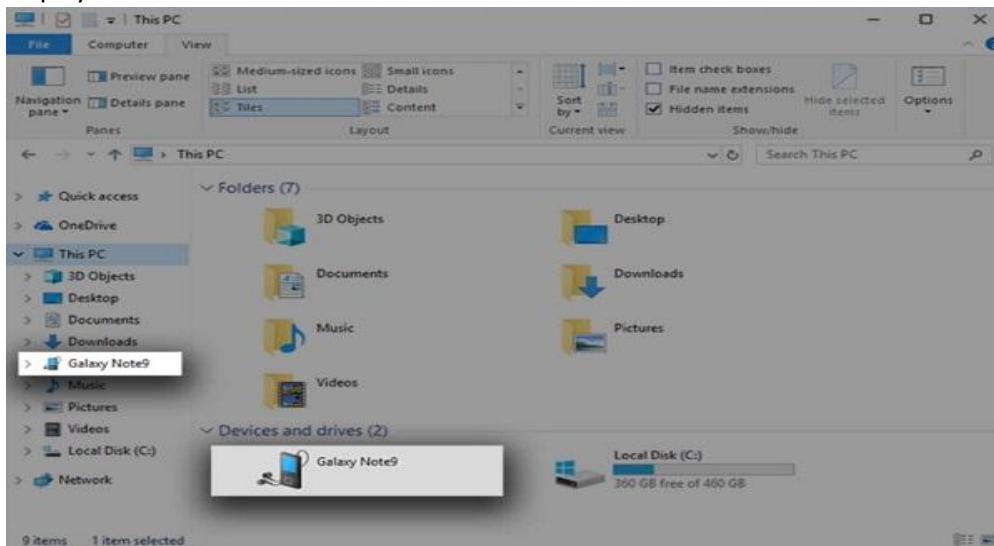 This PC
File Computer View
Preview pane
Navigation pane
Details pane
Panes
Medium-sized icons Small icons
List Details
Tiles Content
Layout
Sort by
Current view
Item check boxes
File name extensions
Hidden items
Hide selected items
Show/hide
Options
This PC
Search This PC
Quick access
OneDrive
This PC
3D Objects
Desktop
Documents
Downloads
Galaxy Note9
Music
Pictures
Videos
Local Disk (C:)
Network
Folders (7)
3D Objects
Desktop
Documents
Downloads
Music
Pictures
Videos
Devices and drives (2)
Galaxy Note9
Local Disk (C:)
360 GB free of 460 GB
9 items 1 item selected